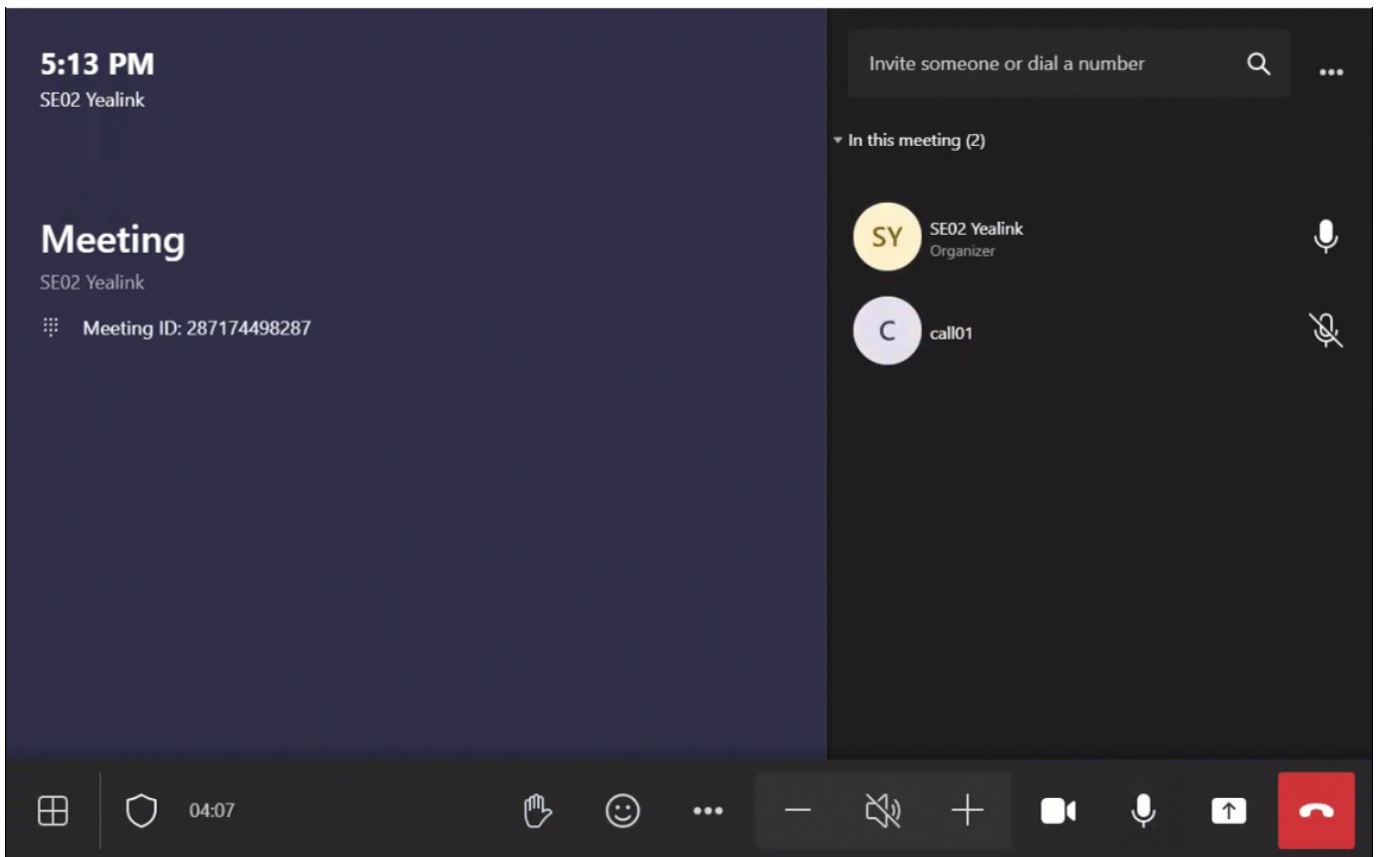 5:13 PM
SE02 Yealink
Meeting
SE02 Yealink
Meeting ID: 287174498287
Invite someone or dial a number
In this meeting (2)
SY
SE02 Yealink
Organizer
C
call01
04:07